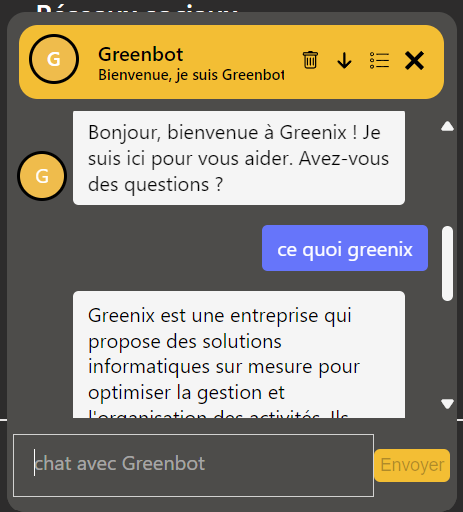 Réseaux sociaux
G
Greenbot
Bienvenue, je suis Greenbot
Bonjour, bienvenue à Greenix ! Je
suis ici pour vous aider. Avez-vous
des questions ?
G
ce quoi greenix
Greenix est une entreprise qui
propose des solutions
informatiques sur mesure pour
optimiser la gestion et
l'organisation des activités. Ils
chat avec Greenbot
Envoyer